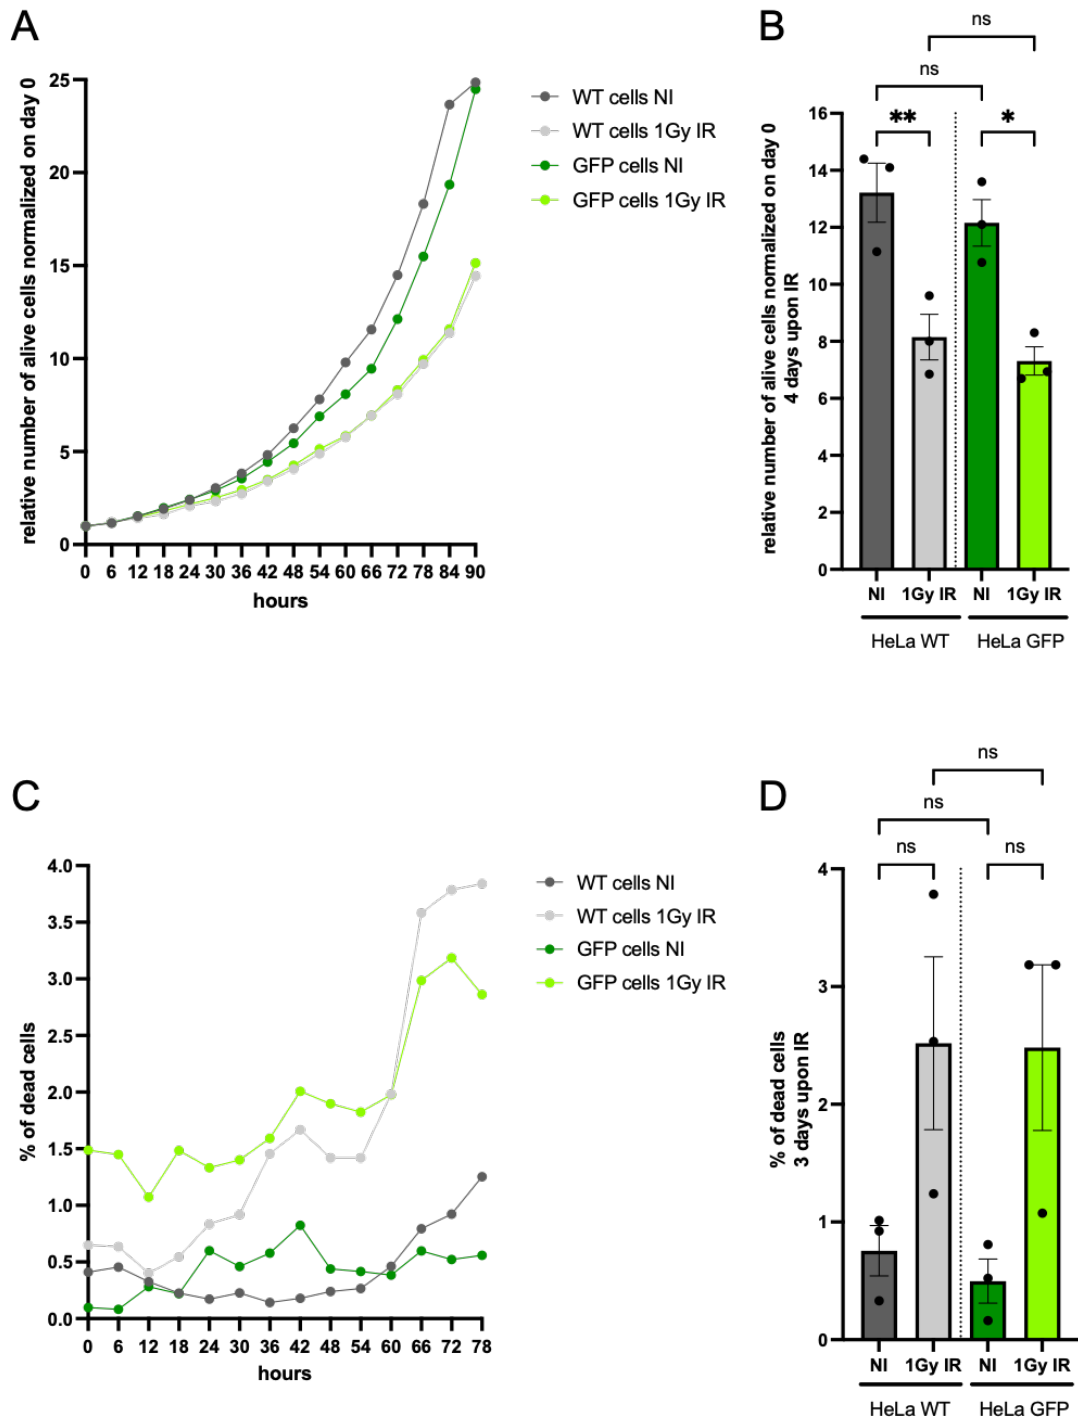 A
relative number of alive cells normalized on day 0
25
20
15
10
5
0
0 6 12 18 24 30 36 42 48 54 60 66 72 78 84 90
hours
WT cells NI
WT cells 1Gy IR
GFP cells NI
GFP cells 1Gy IR
B
ns
ns
** *
relative number of alive cells normalized on day 0
4 days upon IR
16
14
12
10
8
6
4
2
0
NI 1Gy IR NI 1Gy IR
HeLa WT HeLa GFP
C
% of dead cells
4.0
3.5
3.0
2.5
2.0
1.5
1.0
0.5
0.0
0 6 12 18 24 30 36 42 48 54 60 66 72 78
hours
WT cells NI
WT cells 1Gy IR
GFP cells NI
GFP cells 1Gy IR
D
ns
ns
ns ns
% of dead cells
3 days upon IR
4
3
2
1
0
NI 1Gy IR NI 1Gy IR
HeLa WT HeLa GFP